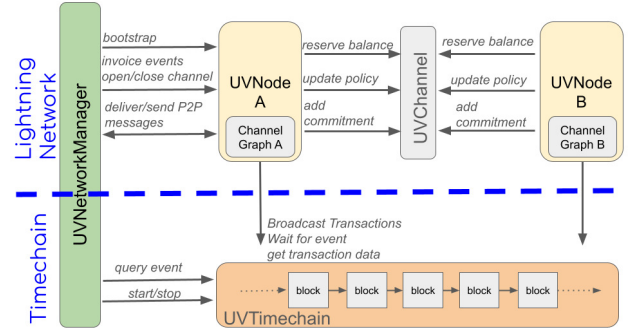 Lightning
Network
UVNetworkManager
bootstrap
invoice events
open/close channel
deliver/send P2P
messages
UVNode
A
Channel
Graph A
reserve balance
update policy
add
commitment
UVChannel
reserve balance
update policy
add
commitment
UVNode
B
Channel
Graph B
Timechain
Broadcast Transactions
Wait for event
get transaction data
query event
start/stop
block
block
block
block
block
UVTimechain